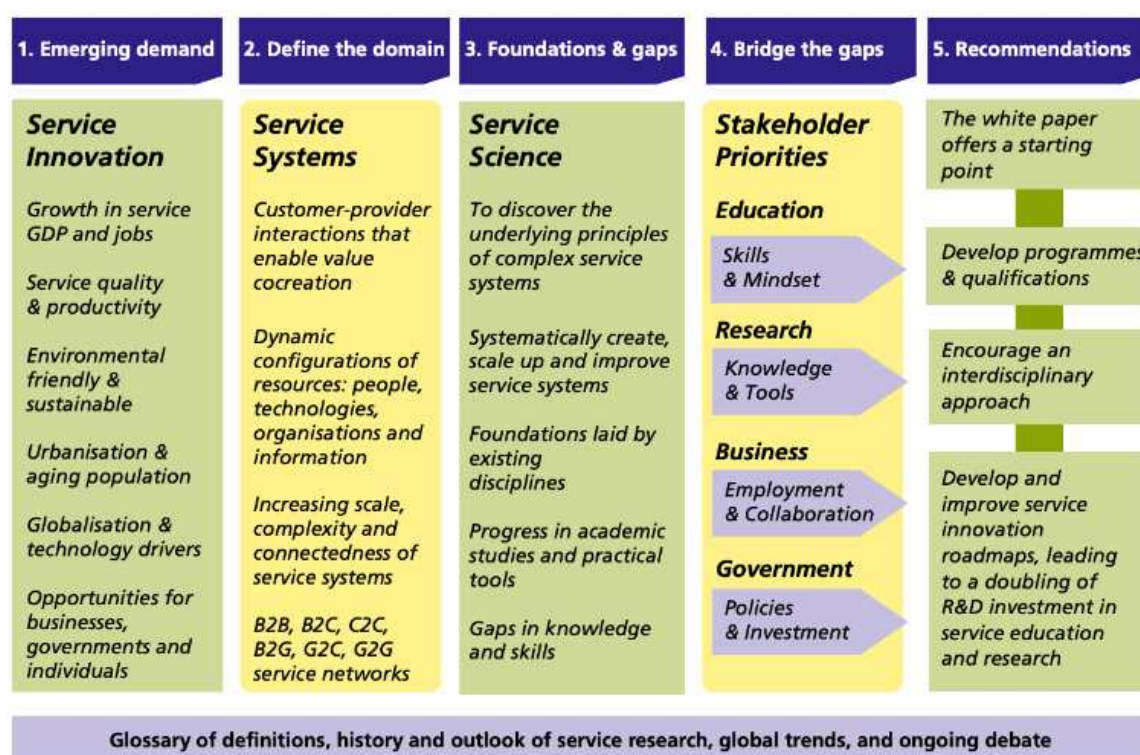 1. Emerging demand
2. Define the domain
3. Foundations & gaps
4. Bridge the gaps
5. Recommendations
Service
Innovation
Growth in service
GDP and jobs
Service quality
& productivity
Environmental
friendly &
sustainable
Urbanisation &
aging population
Globalisation &
technology drivers
Opportunities for
businesses,
governments and
individuals
Service
Systems
Customer-provider
interactions that
enable value
cocreation
Dynamic
configurations of
resources: people,
technologies,
organisations and
information
Increasing scale,
complexity and
connectedness of
service systems
B2B, B2C, C2C,
B2G, G2C, G2G
service networks
Service
Science
To discover the
underlying principles
of complex service
systems
Systematically create,
scale up and improve
service systems
Foundations laid by
existing
disciplines
Progress in academic
studies and practical
tools
Gaps in knowledge
and skills
Stakeholder
Priorities
Education
Skills
& Mindset
Research
Knowledge
& Tools
Business
Employment
& Collaboration
Government
Policies
& Investment
The white paper
offers a starting
point
Develop programmes
& qualifications
Encourage an
interdisciplinary
approach
Develop and
improve service
innovation
roadmaps, leading
to a doubling of
R&D investment in
service education
and research
Glossary of definitions, history and outlook of service research, global trends, and ongoing debate